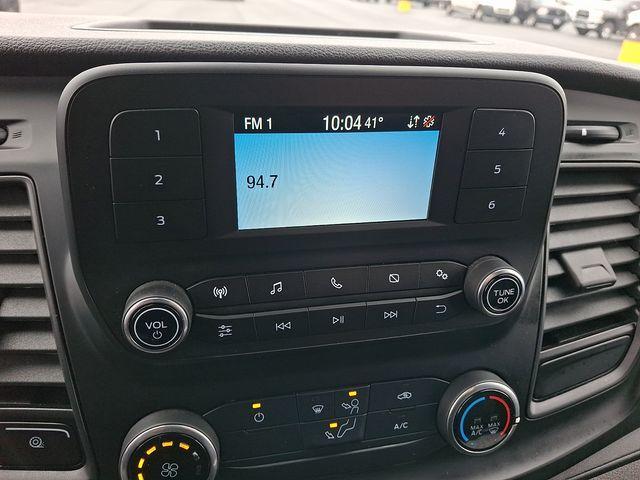 FM 1 10:04 41°
94.7
1
2
3
4
5
6
VOL
TUNE
OK
A/C
MAX MAX
A/C